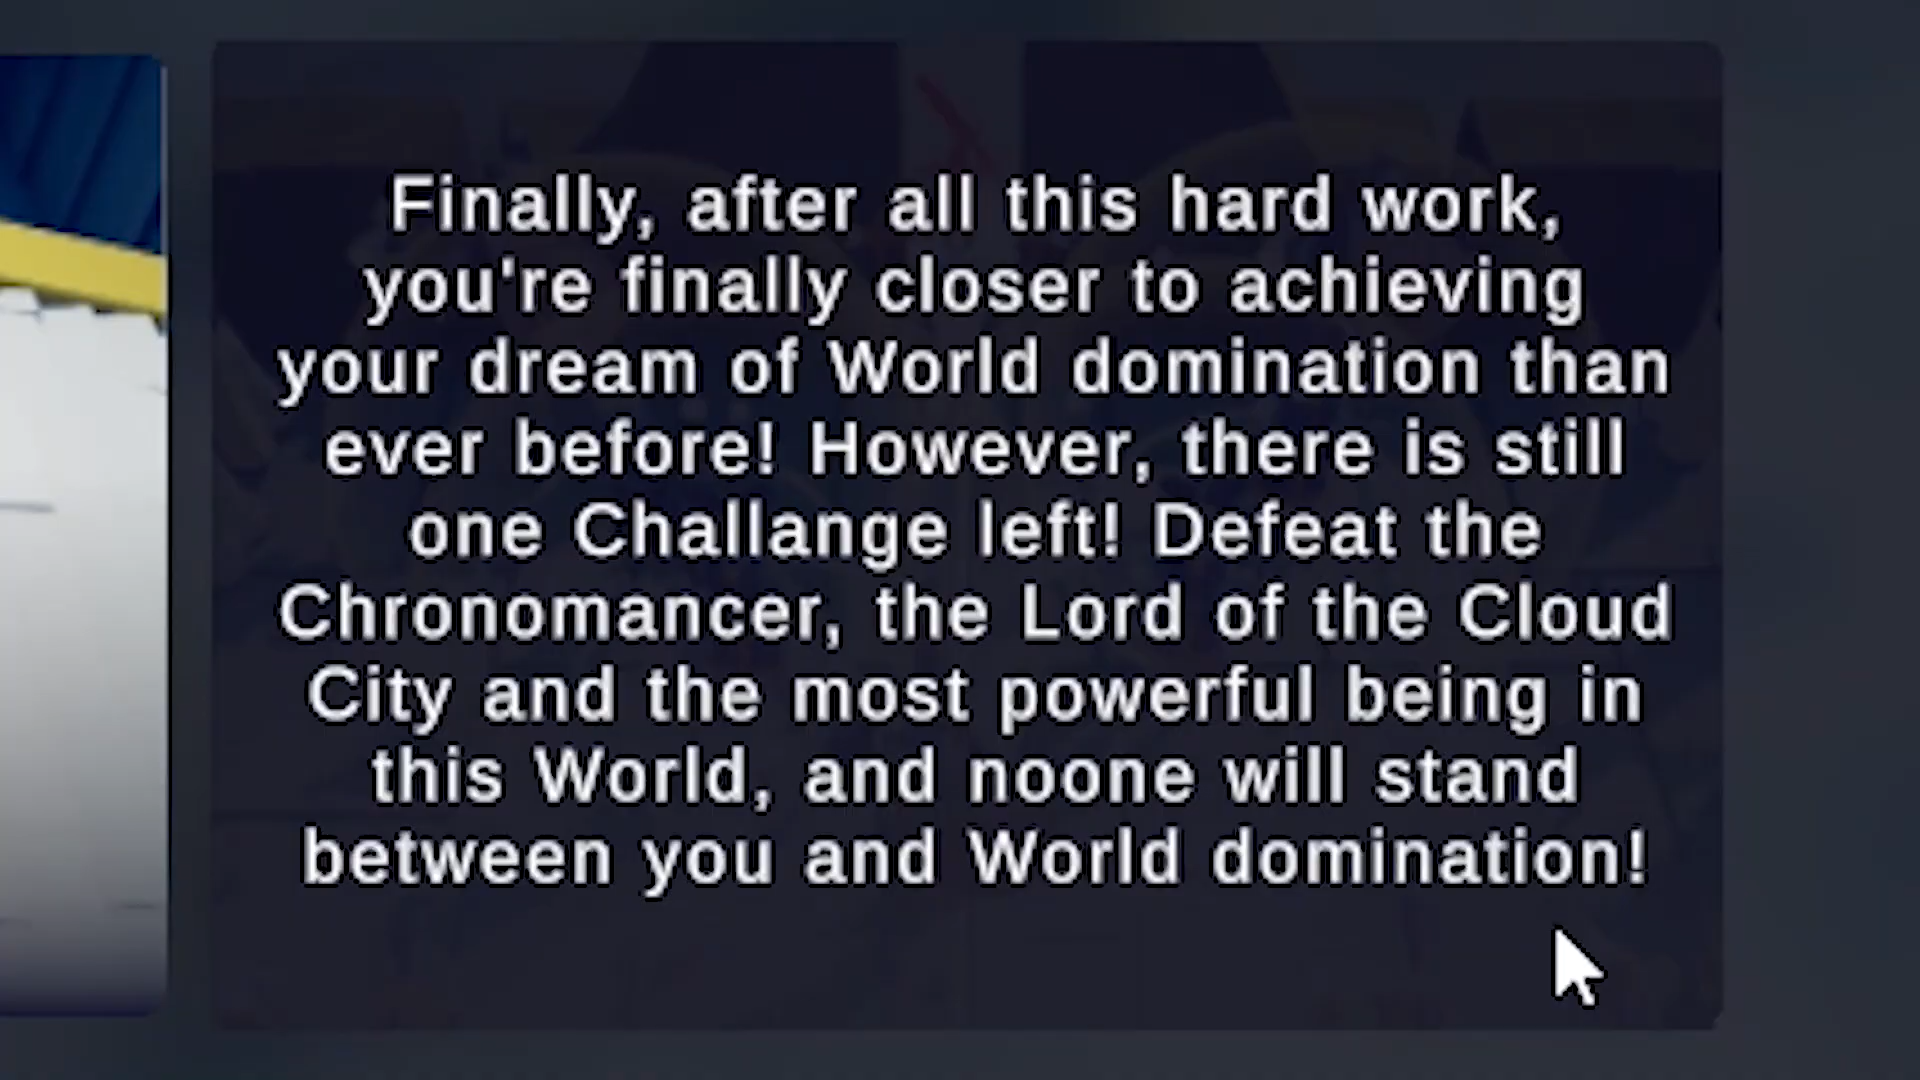 Finally, after all this hard work,
you're finally closer to achieving
your dream of World domination than
ever before! However, there is still
one Challange left! Defeat the
Chronomancer, the Lord of the Cloud
City and the most powerful being in
this World, and noone will stand
between you and World domination!